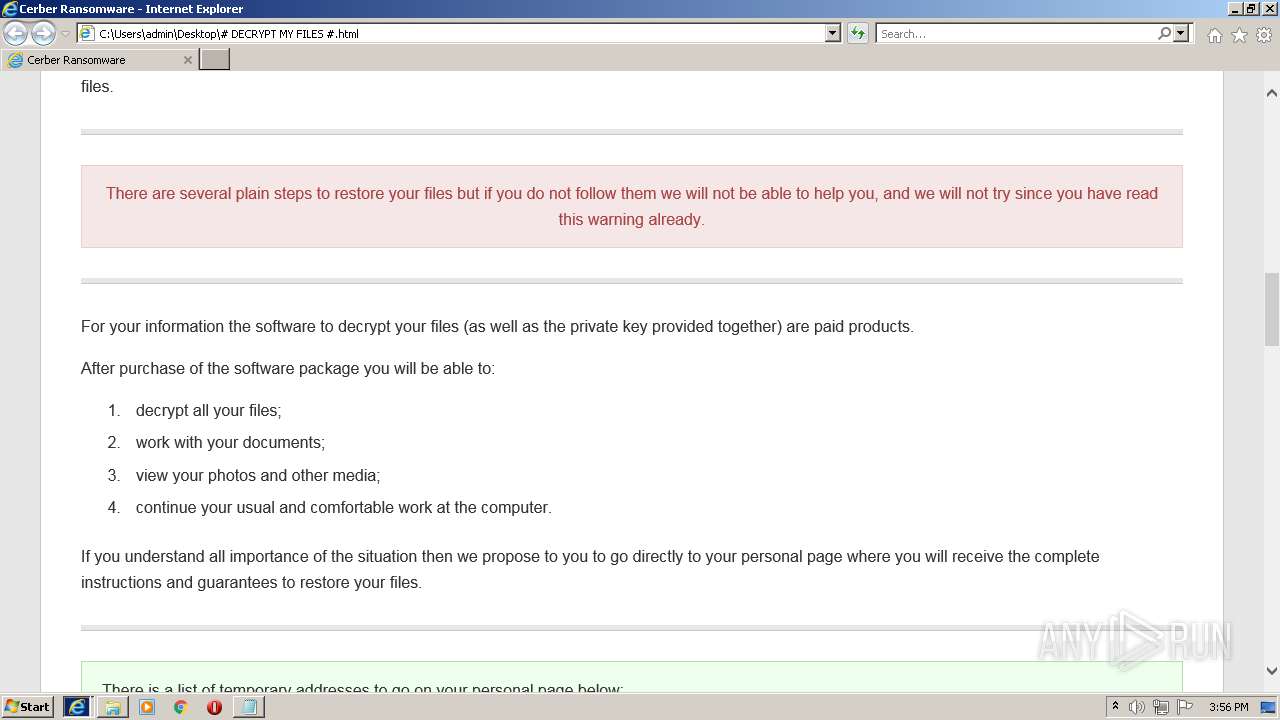 Cerber Ransomware - Internet Explorer
C:\Users\admin\Desktop\# DECRYPT MY FILES #.html
Search...
Cerber Ransomware
files.
There are several plain steps to restore your files but if you do not follow them we will not be able to help you, and we will not try since you have read
this warning already.
For your information the software to decrypt your files (as well as the private key provided together) are paid products.
After purchase of the software package you will be able to:
1. decrypt all your files;
2. work with your documents;
3. view your photos and other media;
4. continue your usual and comfortable work at the computer.
If you understand all importance of the situation then we propose to you to go directly to your personal page where you will receive the complete
instructions and guarantees to restore your files.
There is a list of temporary addresses to go on your personal page below:
ANY RUN
Start
3:56 PM